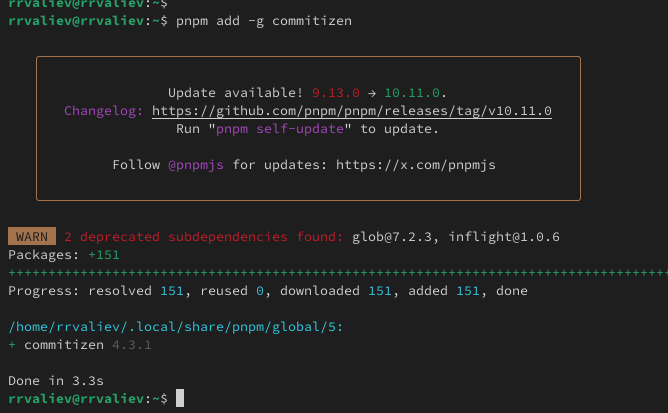 rrvaliev@rrvaliev:~$
rrvaliev@rrvaliev:~$ pnpm add -g commitizen
Update available! 9.13.0 → 10.11.0.
Changelog: https://github.com/pnpm/pnpm/releases/tag/v10.11.0
Run "pnpm self-update" to update.
Follow @pnpmjs for updates: https://x.com/pnpmjs
WARN 2 deprecated subdependencies found: glob@7.2.3, inflight@1.0.6
Packages: +151
+++++++++++++++++++++++++++++++++++++++++++++++++++++++++++++++++++++++++++++++++++
Progress: resolved 151, reused 0, downloaded 151, added 151, done
/home/rrvaliev/.local/share/pnpm/global/5:
+ commitizen 4.3.1
Done in 3.3s
rrvaliev@rrvaliev:~$